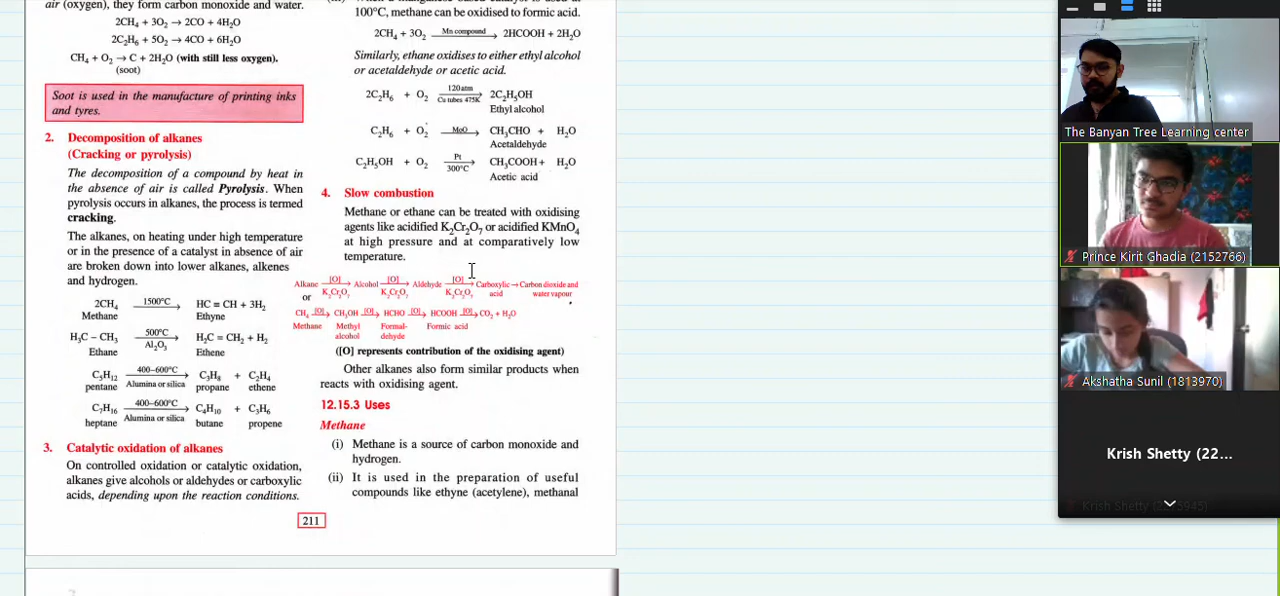 air (oxygen), they form carbon monoxide and water.
2CH₄ + 3O₂ → 2CO + 4H₂O
2C₂H₆ + 5O₂ → 4CO + 6H₂O
CH₄ + O₂ → C + 2H₂O (with still less oxygen).
(soot)
Soot is used in the manufacture of printing inks
and tyres.
2. Decomposition of alkanes
(Cracking or pyrolysis)
The decomposition of a compound by heat in
the absence of air is called Pyrolysis. When
pyrolysis occurs in alkanes, the process is termed
cracking.
The alkanes, on heating under high temperature
or in the presence of a catalyst in absence of air
are broken down into lower alkanes, alkenes
and hydrogen.
2CH₄ 1500°C → HC ≡ CH + 3H₂
Methane Ethyne
H₃C – CH₃ 500°C Al₂O₃ → H₂C = CH₂ + H₂
Ethane Ethene
C₅H₁₂ 400–600°C Alumina or silica → C₃H₈ + C₂H₄
pentane propane ethene
C₇H₁₆ 400–600°C Alumina or silica → C₄H₁₀ + C₃H₆
heptane butane propene
3. Catalytic oxidation of alkanes
On controlled oxidation or catalytic oxidation,
alkanes give alcohols or aldehydes or carboxylic
acids, depending upon the reaction conditions.
100°C, methane can be oxidised to formic acid.
2CH₄ + 3O₂ Mn compound → 2HCOOH + 2H₂O
Similarly, ethane oxidises to either ethyl alcohol
or acetaldehyde or acetic acid.
2C₂H₆ + O₂ 120 atm Cu tubes 475K → 2C₂H₅OH
Ethyl alcohol
C₂H₆ + O₂ MoO → CH₃CHO + H₂O
Acetaldehyde
C₂H₅OH + O₂ Pt 300°C → CH₃COOH + H₂O
Acetic acid
4. Slow combustion
Methane or ethane can be treated with oxidising
agents like acidified K₂Cr₂O₇ or acidified KMnO₄
at high pressure and at comparatively low
temperature.
Alkane [O] K₂Cr₂O₇ → Alcohol [O] K₂Cr₂O₇ → Aldehyde [O] K₂Cr₂O₇ → Carboxylic acid → Carbon dioxide and water vapour
or
CH₄ [O] → CH₃OH [O] → HCHO [O] → HCOOH [O] → CO₂ + H₂O
Methane Methyl alcohol Formal-dehyde Formic acid
([O] represents contribution of the oxidising agent)
Other alkanes also form similar products when
reacts with oxidising agent.
12.15.3 Uses
Methane
(i) Methane is a source of carbon monoxide and
hydrogen.
(ii) It is used in the preparation of useful
compounds like ethyne (acetylene), methanal
211
The Banyan Tree Learning center
Prince Kirit Ghadia (2152766)
Akshatha Sunil (1813970)
Krish Shetty (22...